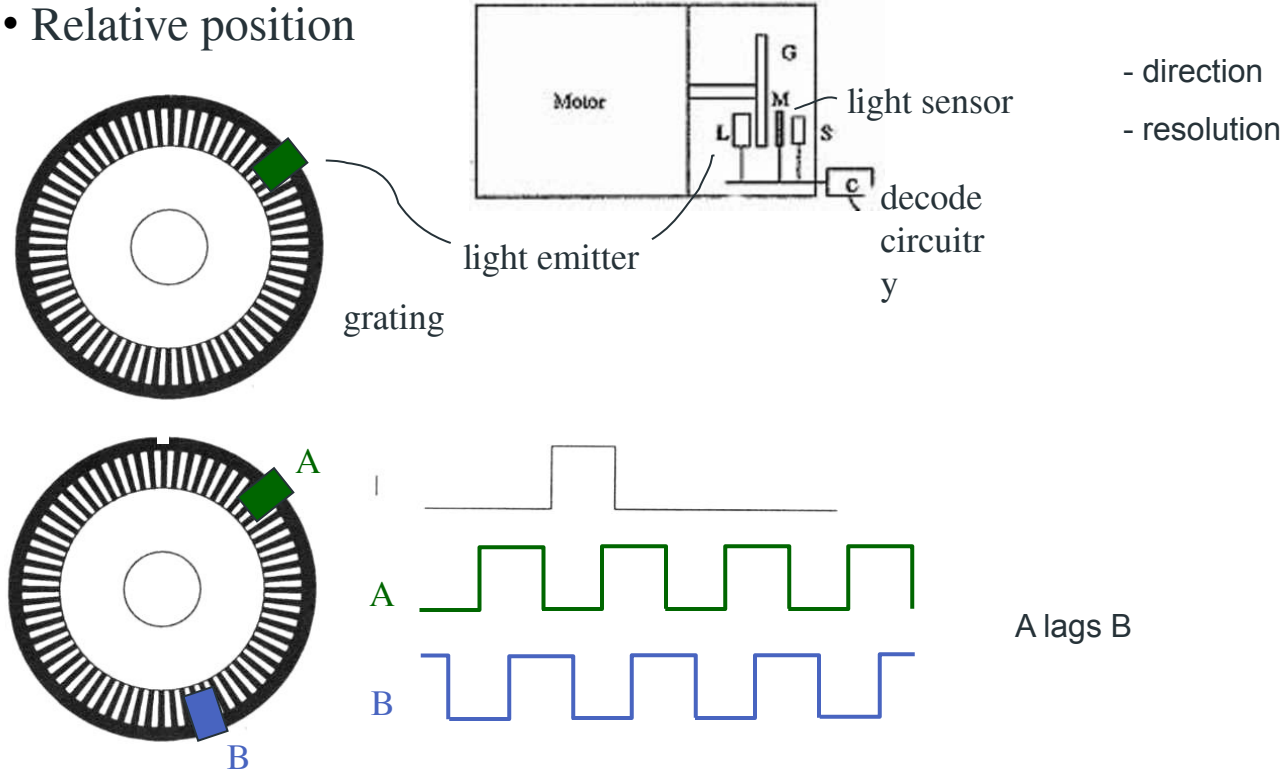 • Relative position
Motor
G
M
L
S
C
light sensor
decode
circuitr
y
- direction
- resolution
light emitter
grating
A
B
I
A
B
A lags B